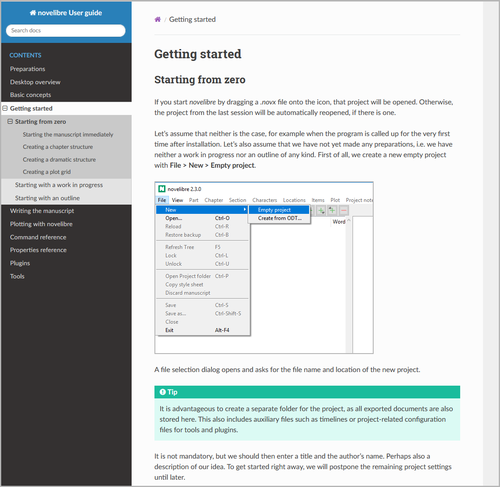 novelibre User guide
Search docs
CONTENTS
Preparations
Desktop overview
Basic concepts
Getting started
Starting from zero
Starting the manuscript immediately
Creating a chapter structure
Creating a dramatic structure
Creating a plot grid
Starting with a work in progress
Starting with an outline
Writing the manuscript
Plotting with novelibre
Command reference
Properties reference
Plugins
Tools
/ Getting started
Getting started
Starting from zero
If you start novelibre by dragging a .novx file onto the icon, that project will be opened. Otherwise,
the project from the last session will be automatically reopened, if there is one.
Let's assume that neither is the case, for example when the program is called up for the very first
time after installation. Let's also assume that we have not yet made any preparations, i.e. we have
neither a work in progress nor an outline of any kind. First of all, we create a new empty project
with File > New > Empty project.
novelibre 2.3.0
File View Part Chapter Section Characters Locations Items Plot Project note
New Empty project
Open... Ctrl-O Create from ODT... Word
Reload Ctrl-R
Restore backup Ctrl-B
Refresh Tree F5
Lock Ctrl-L
Unlock Ctrl-U
Open Project folder Ctrl-P
Copy style sheet
Discard manuscript
Save Ctrl-S
Save as... Ctrl-Shift-S
Close
Exit Alt-F4
A file selection dialog opens and asks for the file name and location of the new project.
Tip
It is advantageous to create a separate folder for the project, as all exported documents are also
stored here. This also includes auxiliary files such as timelines or project-related configuration
files for tools and plugins.
It is not mandatory, but we should then enter a title and the author's name. Perhaps also a
description of our idea. To get started right away, we will postpone the remaining project settings
until later.